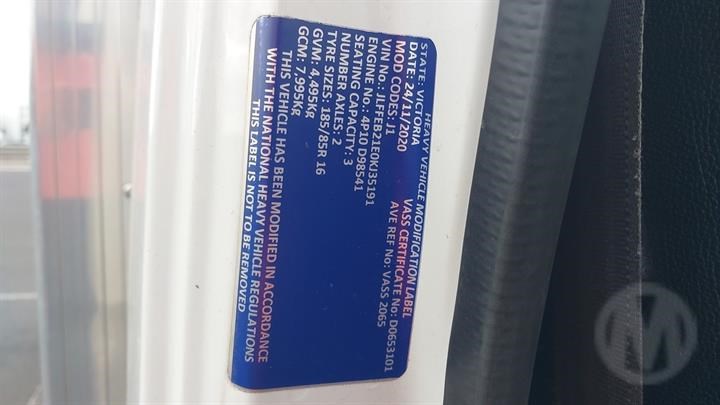 HEAVY VEHICLE MODIFICATION LABEL
STATE: VICTORIA
DATE: 24/11/2020
MOD CODES: J1
VASS CERTIFICATE No: D0653101
AVE REF No: VASS 2065
VIN No.: JLFFEB21E0KJ35191
ENGINE No.: 4P10 D98541
SEATING CAPACITY: 3
NUMBER AXLES: 2
TYRE SIZES: 185/85R 16
GVM: 4,495Kg
GCM: 7,995Kg
THIS VEHICLE HAS BEEN MODIFIED IN ACCORDANCE
WITH THE NATIONAL HEAVY VEHICLE REGULATIONS
THIS LABEL IS NOT TO BE REMOVED
M